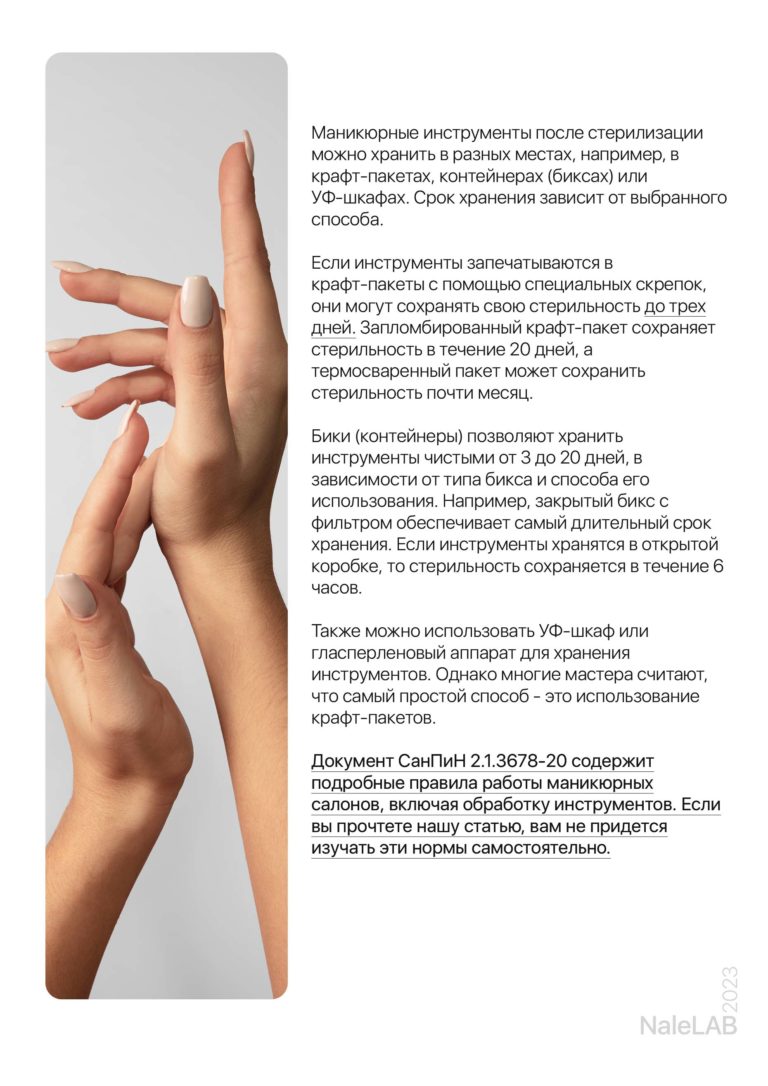 Маникюрные инструменты после стерилизации
можно хранить в разных местах, например, в
крафт-пакетах, контейнерах (биксах) или
УФ-шкафах. Срок хранения зависит от выбранного
способа.
Если инструменты запечатываются в
крафт-пакеты с помощью специальных скрепок,
они могут сохранять свою стерильность до трех
дней. Запломбированный крафт-пакет сохраняет
стерильность в течение 20 дней, а
термосваренный пакет может сохранить
стерильность почти месяц.
Бики (контейнеры) позволяют хранить
инструменты чистыми от 3 до 20 дней, в
зависимости от типа бикса и способа его
использования. Например, закрытый бикс с
фильтром обеспечивает самый длительный срок
хранения. Если инструменты хранятся в открытой
коробке, то стерильность сохраняется в течение 6
часов.
Также можно использовать УФ-шкаф или
гласперленовый аппарат для хранения
инструментов. Однако многие мастера считают,
что самый простой способ - это использование
крафт-пакетов.
Документ СанПиН 2.1.3678-20 содержит
подробные правила работы маникюрных
салонов, включая обработку инструментов. Если
вы прочтете нашу статью, вам не придется
изучать эти нормы самостоятельно.
NaleLAB
2023